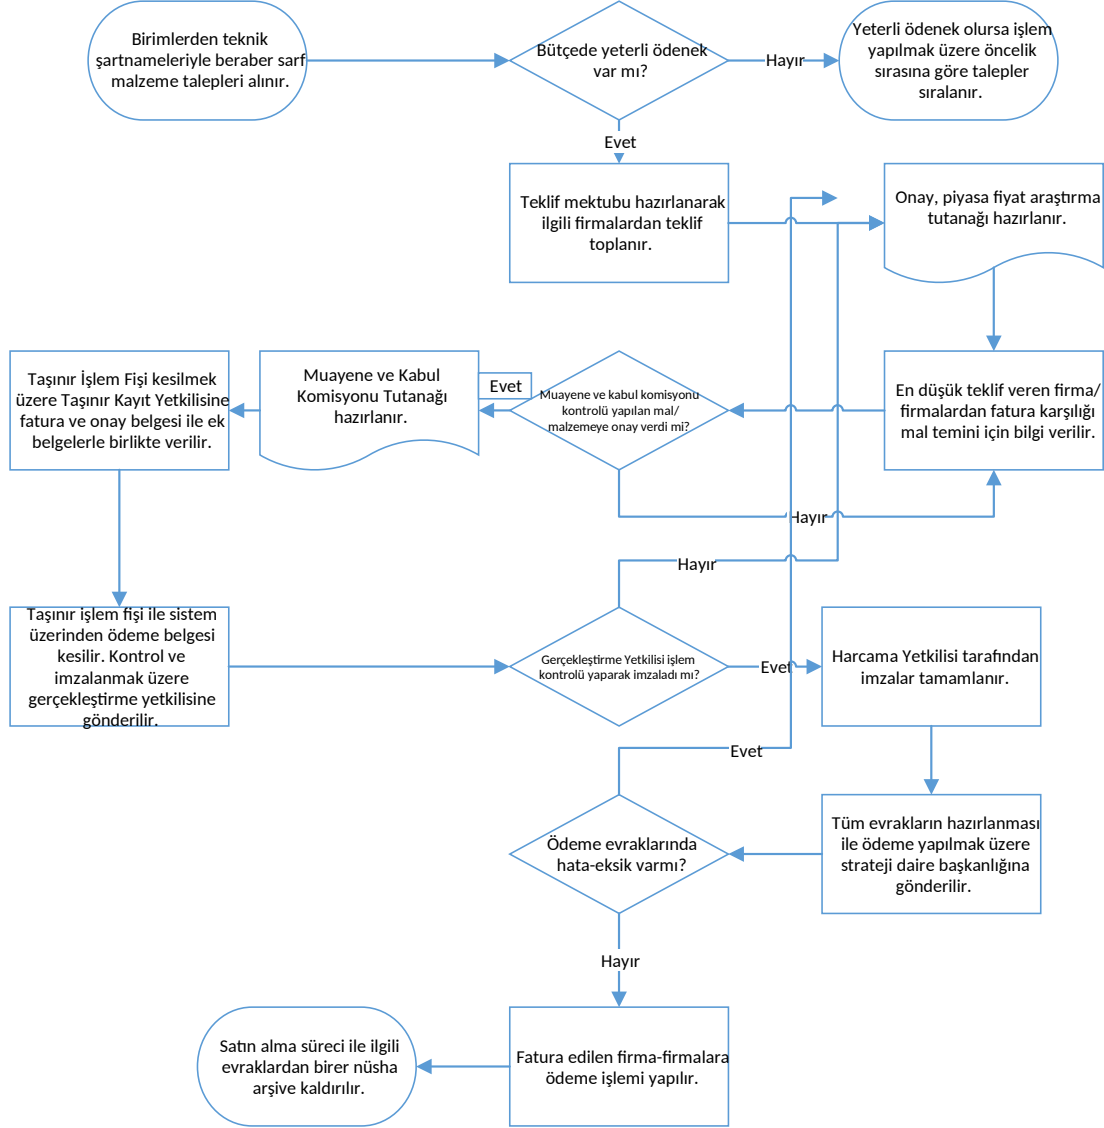 Birimlerden teknik
şartnameleriyle beraber sarf
malzeme talepleri alınır.
Bütçede yeterli ödenek
var mı?
Hayır
Yeterli ödenek olursa işlem
yapılmak üzere öncelik
sırasına göre talepler
sıralanır.
Evet
Teklif mektubu hazırlanarak
ilgili firmalardan teklif
toplanır.
Onay, piyasa fiyat araştırma
tutanağı hazırlanır.
Taşınır İşlem Fişi kesilmek
üzere Taşınır Kayıt Yetkilisine
fatura ve onay belgesi ile ek
belgelerle birlikte verilir.
Muayene ve Kabul
Komisyonu Tutanağı
hazırlanır.
Evet
Muayene ve kabul komisyonu
kontrolü yapılan mal/
malzemeye onay verdi mi?
En düşük teklif veren firma/
firmalardan fatura karşılığı
mal temini için bilgi verilir.
Hayır
Hayır
Taşınır işlem fişi ile sistem
üzerinden ödeme belgesi
kesilir. Kontrol ve
imzalanmak üzere
gerçekleştirme yetkilisine
gönderilir.
Gerçekleştirme Yetkilisi işlem
kontrolü yaparak imzaladı mı?
Evet
Harcama Yetkilisi tarafından
imzalar tamamlanır.
Evet
Ödeme evraklarında
hata-eksik varmı?
Tüm evrakların hazırlanması
ile ödeme yapılmak üzere
strateji daire başkanlığına
gönderilir.
Hayır
Satın alma süreci ile ilgili
evraklardan birer nüsha
arşive kaldırılır.
Fatura edilen firma-firmalara
ödeme işlemi yapılır.